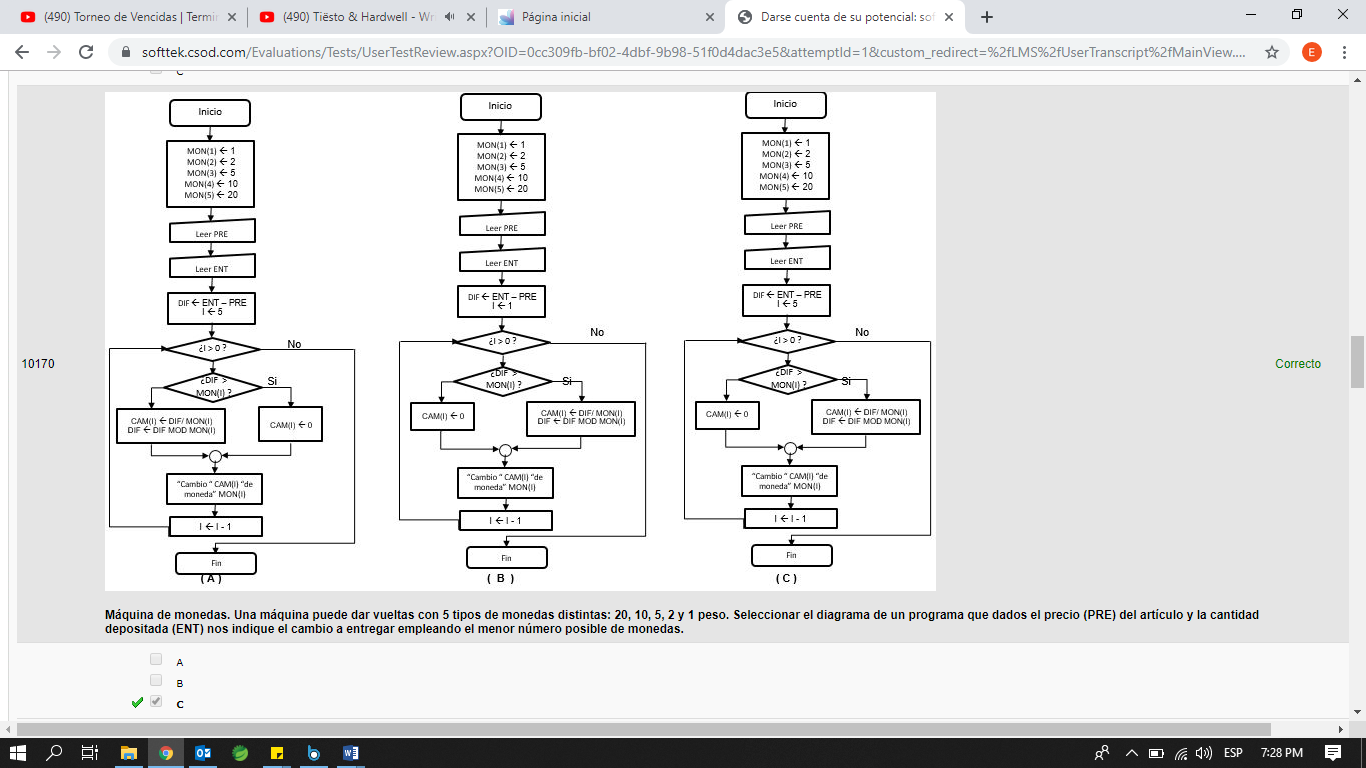 (490) Torneo de Vencidas | Termin
(490) Tiësto & Hardwell - Wri
Página inicial
Darse cuenta de su potencial: sof
softtek.csod.com/Evaluations/Tests/UserTestReview.aspx?OID=0cc309fb-bf02-4dbf-9b98-51f0d4dac3e5&attemptId=1&custom_redirect=%2fLMS%2fUserTranscript%2fMainView....
E
C
10170
Inicio
MON(1) ← 1
MON(2) ← 2
MON(3) ← 5
MON(4) ← 10
MON(5) ← 20
Leer PRE
Leer ENT
DIF ← ENT – PRE
I ← 5
¿I > 0 ?
No
¿DIF >
MON(I) ?
Si
CAM(I) ← DIF/ MON(I)
DIF ← DIF MOD MON(I)
CAM(I) ← 0
“Cambio “ CAM(I) “de
moneda” MON(I)
I ← I - 1
Fin
( A )
Inicio
MON(1) ← 1
MON(2) ← 2
MON(3) ← 5
MON(4) ← 10
MON(5) ← 20
Leer PRE
Leer ENT
DIF ← ENT – PRE
I ← 1
¿I > 0 ?
No
¿DIF >
MON(I) ?
Si
CAM(I) ← 0
CAM(I) ← DIF/ MON(I)
DIF ← DIF MOD MON(I)
“Cambio “ CAM(I) “de
moneda” MON(I)
I ← I - 1
Fin
( B )
Inicio
MON(1) ← 1
MON(2) ← 2
MON(3) ← 5
MON(4) ← 10
MON(5) ← 20
Leer PRE
Leer ENT
DIF ← ENT – PRE
I ← 5
¿I > 0 ?
No
¿DIF >
MON(I) ?
Si
CAM(I) ← 0
CAM(I) ← DIF/ MON(I)
DIF ← DIF MOD MON(I)
“Cambio “ CAM(I) “de
moneda” MON(I)
I ← I - 1
Fin
( C )
Correcto
Máquina de monedas. Una máquina puede dar vueltas con 5 tipos de monedas distintas: 20, 10, 5, 2 y 1 peso. Seleccionar el diagrama de un programa que dados el precio (PRE) del artículo y la cantidad
depositada (ENT) nos indique el cambio a entregar empleando el menor número posible de monedas.
A
B
C
ESP
7:28 PM